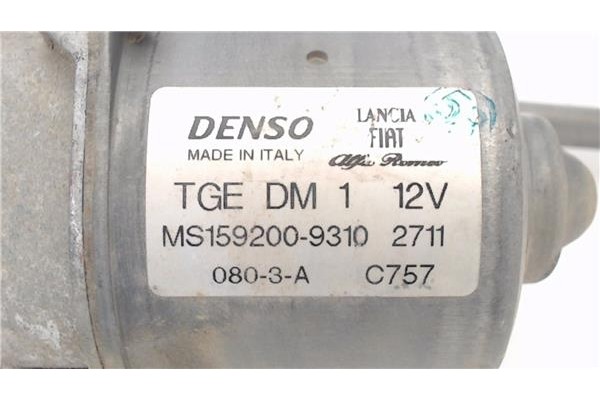 DENSO LANCIA
FIAT
MADE IN ITALY Alfa Romeo
TGE DM 1 12V
MS159200-9310 2711
080-3-A C757